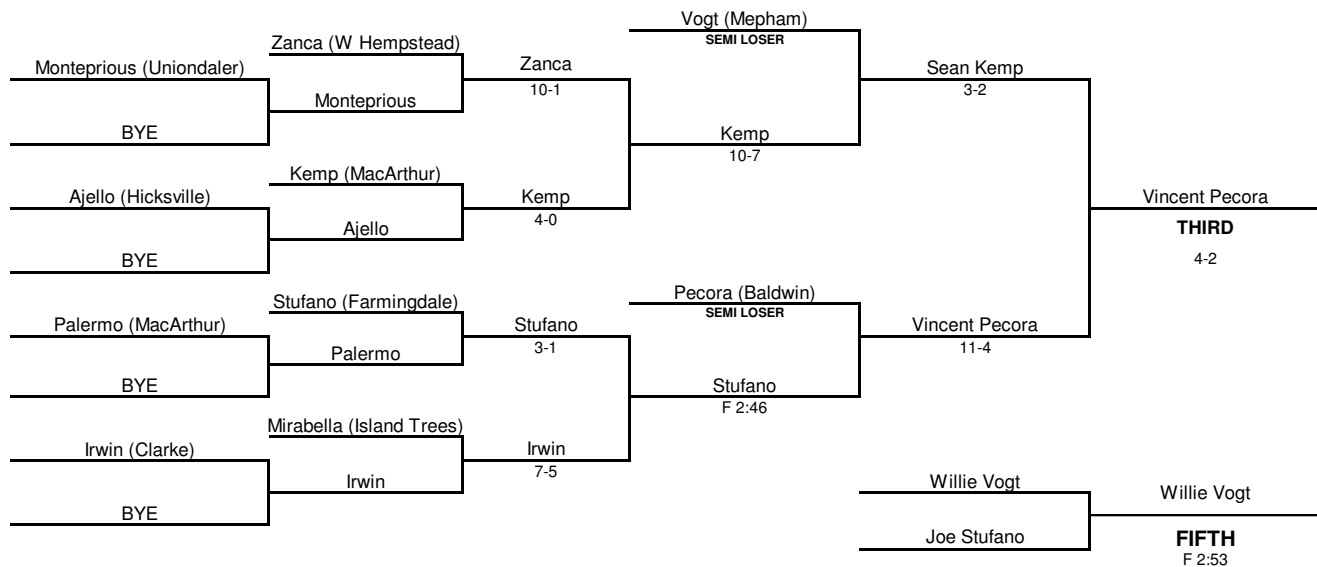 Vogt (Mepham)
SEMI LOSER
Zanca (W Hempstead)
Monteprious (Uniondaler)
Zanca
10-1
Sean Kemp
3-2
Monteprious
BYE
Kemp
10-7
Kemp (MacArthur)
Ajello (Hicksville)
Kemp
4-0
Vincent Pecora
THIRD
4-2
Ajello
BYE
Pecora (Baldwin)
SEMI LOSER
Stufano (Farmingdale)
Palermo (MacArthur)
Stufano
3-1
Vincent Pecora
11-4
Palermo
BYE
Stufano
F 2:46
Mirabella (Island Trees)
Irwin (Clarke)
Irwin
7-5
Irwin
BYE
Willie Vogt
Willie Vogt
Joe Stufano
FIFTH
F 2:53